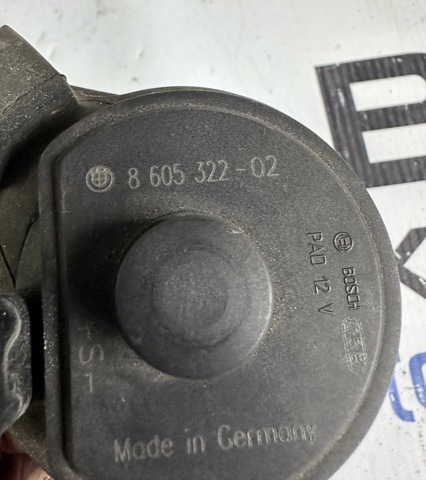 8 605 322-02
BOSCH
PAD 12 V
+S-
Made in Germany